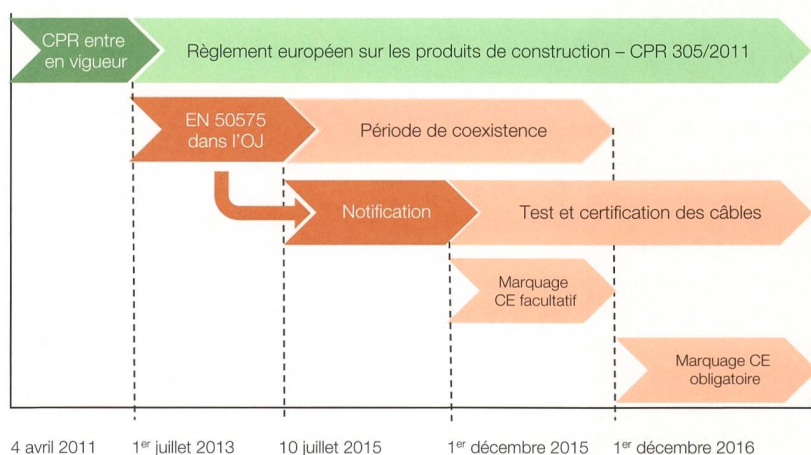 CPR entre
en vigueur
Règlement européen sur les produits de construction – CPR 305/2011
EN 50575
dans l'OJ
Période de coexistence
Notification
Test et certification des câbles
Marquage
CE facultatif
Marquage CE
obligatoire
4 avril 2011
1er juillet 2013
10 juillet 2015
1er décembre 2015
1er décembre 2016